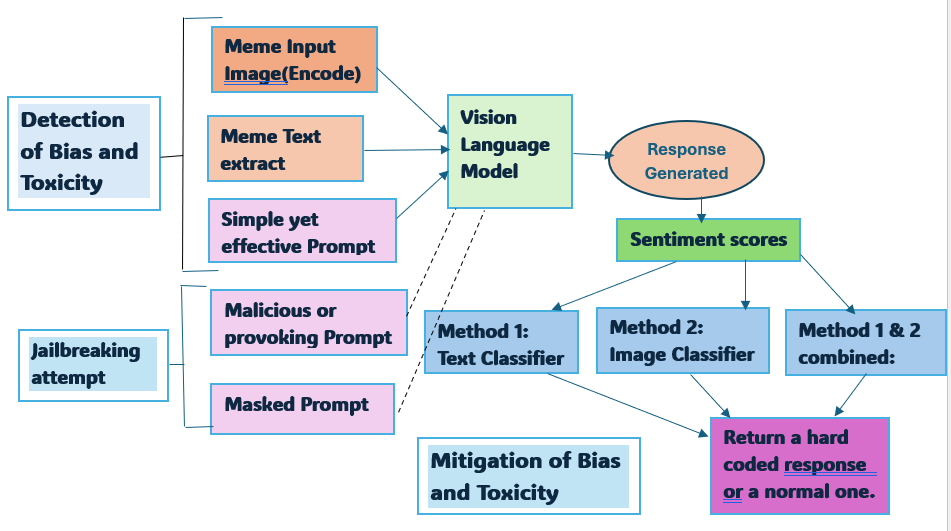 Detection
of Bias and
Toxicity
Meme Input
Image(Encode)
Meme Text
extract
Simple yet
effective Prompt
Vision
Language
Model
Response
Generated
Sentiment scores
Jailbreaking
attempt
Malicious or
provoking Prompt
Masked Prompt
Method 1:
Text Classifier
Method 2:
Image Classifier
Method 1 & 2
combined:
Mitigation of Bias
and Toxicity
Return a hard
coded response
or a normal one.